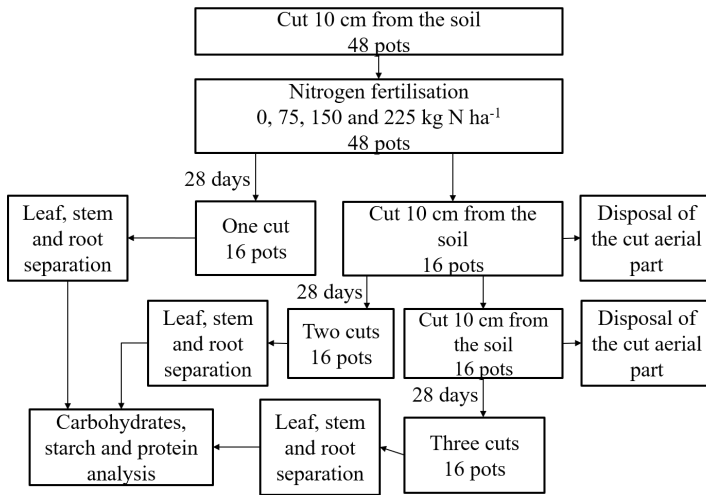 Cut 10 cm from the soil
48 pots
Nitrogen fertilisation
0, 75, 150 and 225 kg N ha⁻¹
48 pots
28 days
Leaf, stem
and root
separation
One cut
16 pots
Cut 10 cm from the
soil
16 pots
Disposal of
the cut aerial
part
28 days
Leaf, stem
and root
separation
Two cuts
16 pots
Cut 10 cm from
the soil
16 pots
Disposal of
the cut aerial
part
28 days
Carbohydrates,
starch and protein
analysis
Leaf, stem
and root
separation
Three cuts
16 pots